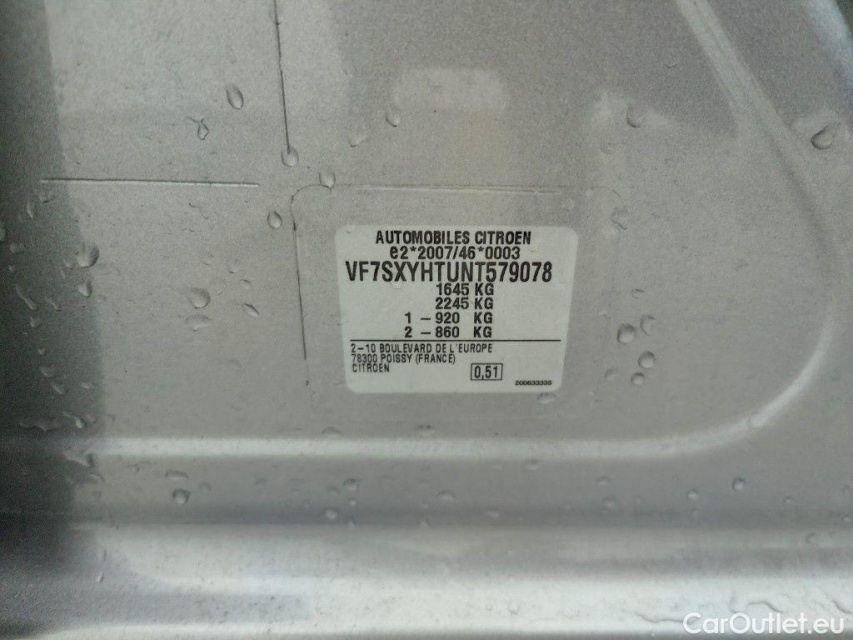 AUTOMOBILES CITROEN
e2*2007/46*0003
VF7SXYHTUNT579078
1645 KG
2245 KG
1 – 920 KG
2 – 860 KG
2–10 BOULEVARD DE L'EUROPE
78300 POISSY (FRANCE)
CITROEN
0,51
CarOutlet.eu